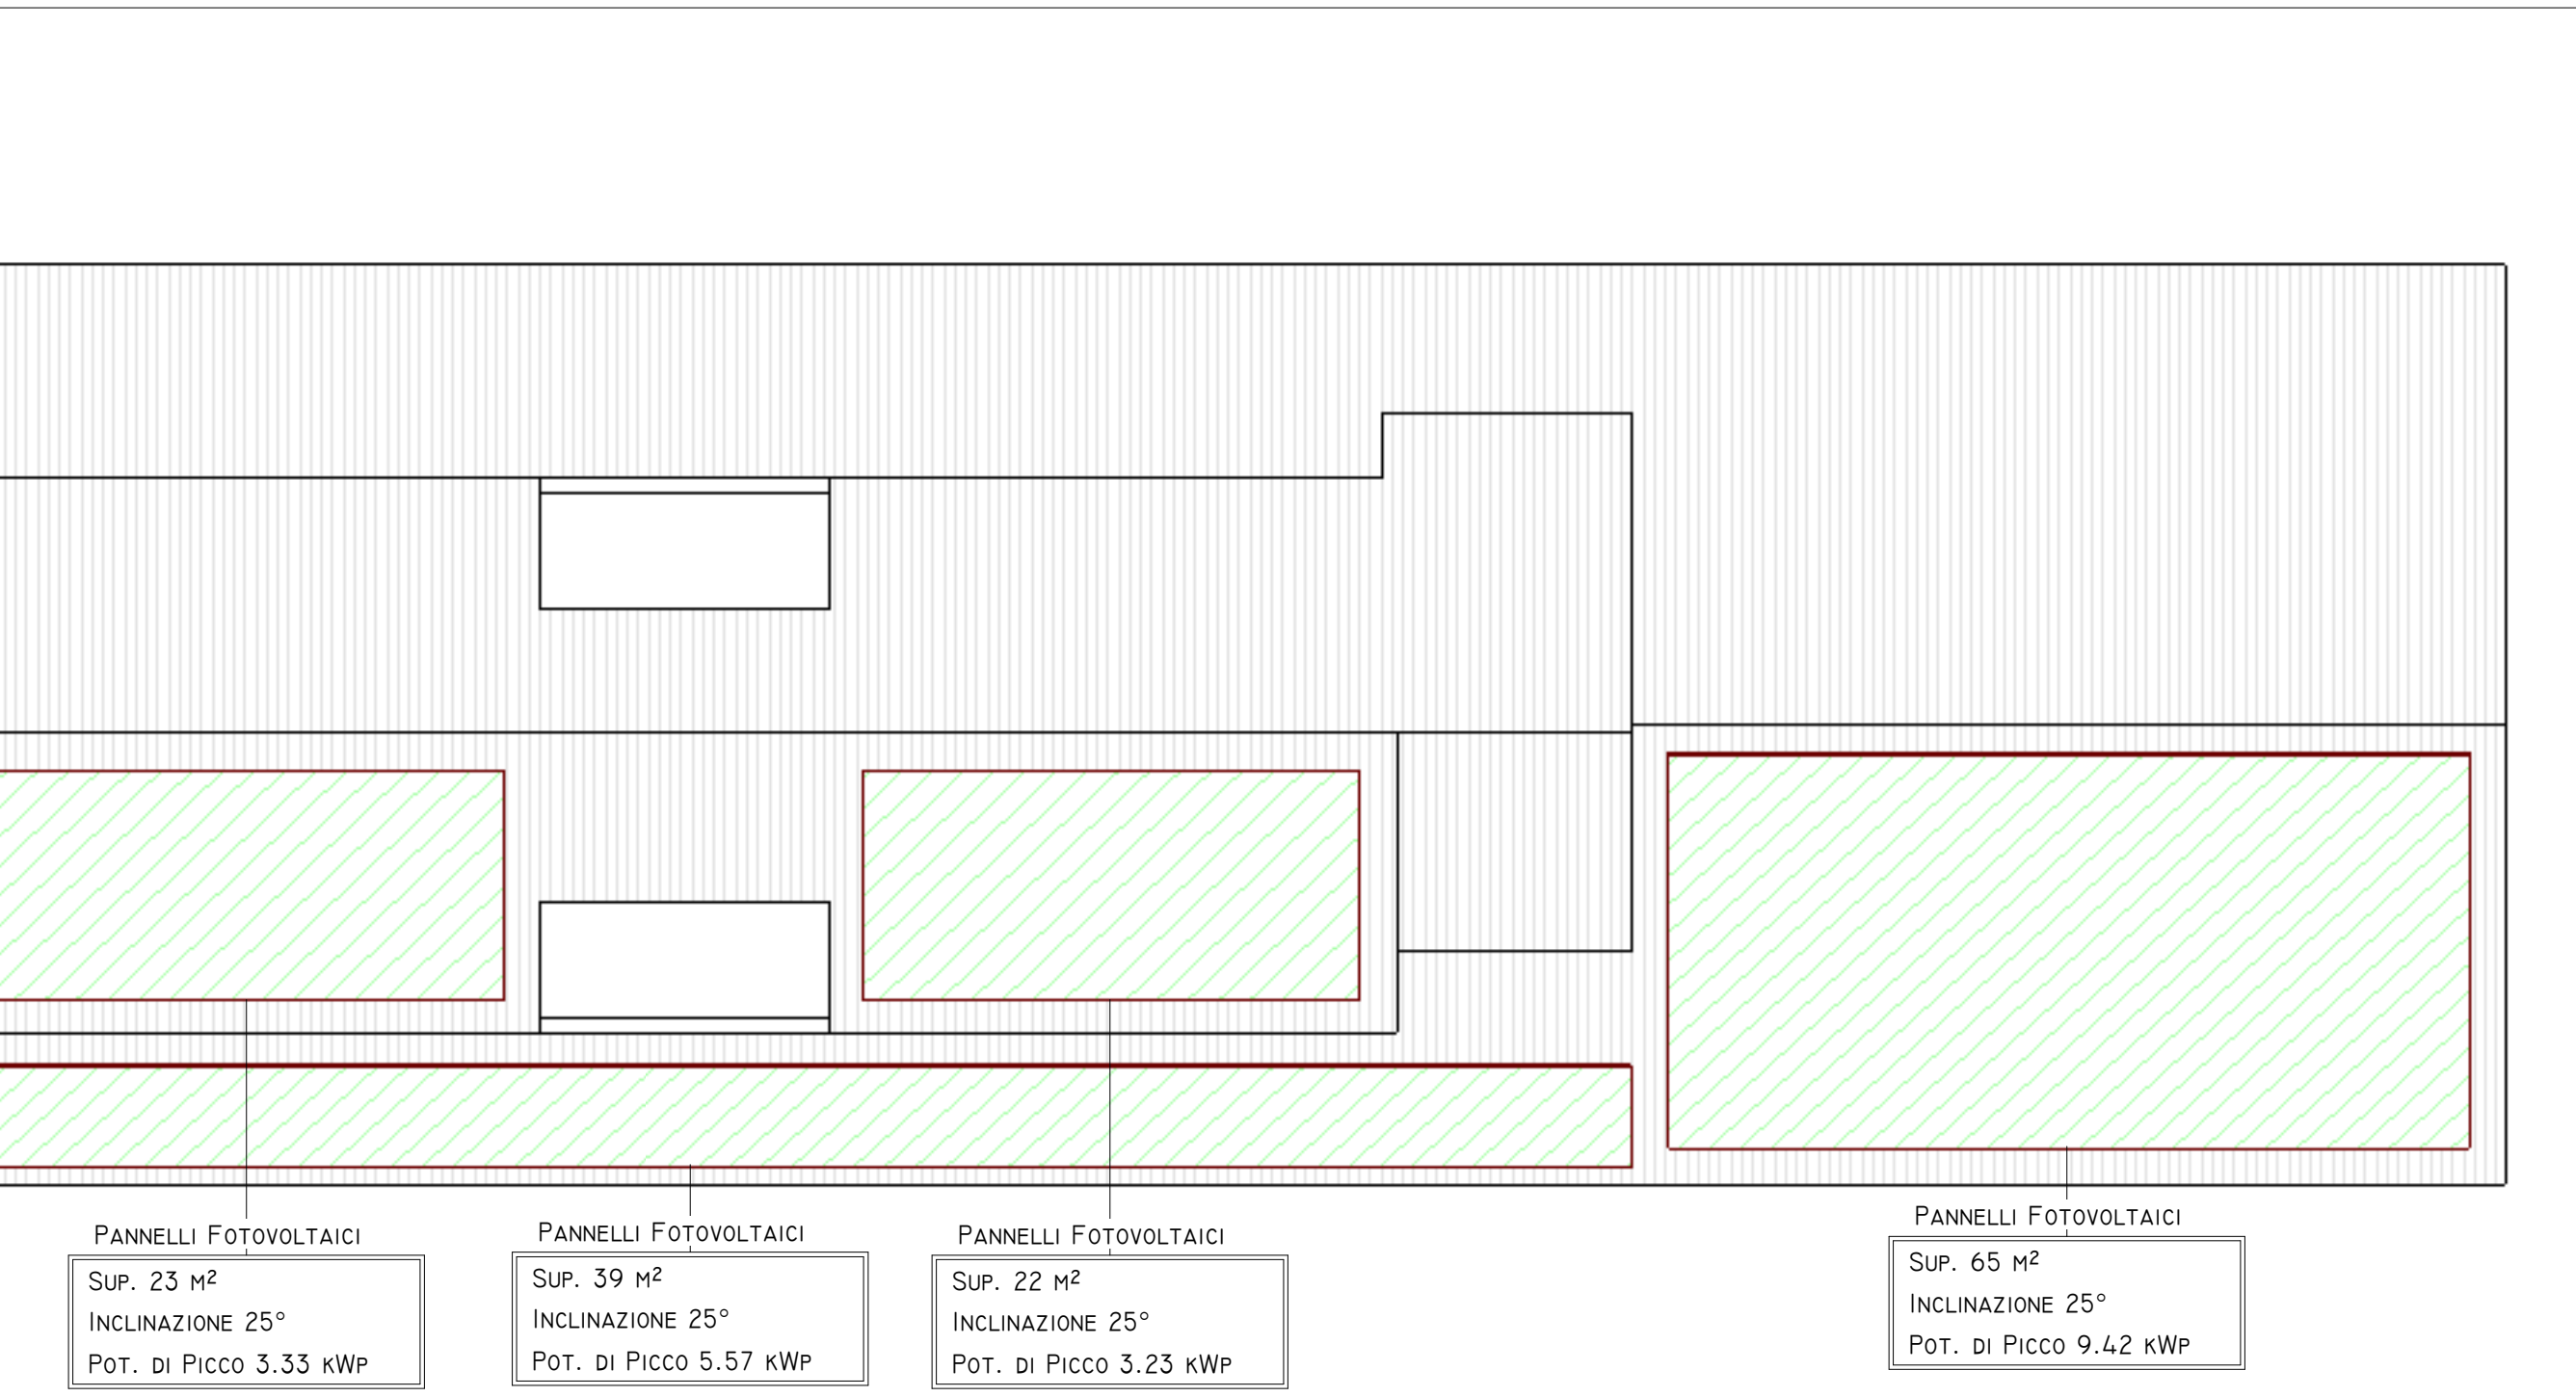 Pannelli Fotovoltaici
Sup. 23 m²
Inclinazione 25°
Pot. di Picco 3.33 kWp
Pannelli Fotovoltaici
Sup. 39 m²
Inclinazione 25°
Pot. di Picco 5.57 kWp
Pannelli Fotovoltaici
Sup. 22 m²
Inclinazione 25°
Pot. di Picco 3.23 kWp
Pannelli Fotovoltaici
Sup. 65 m²
Inclinazione 25°
Pot. di Picco 9.42 kWp